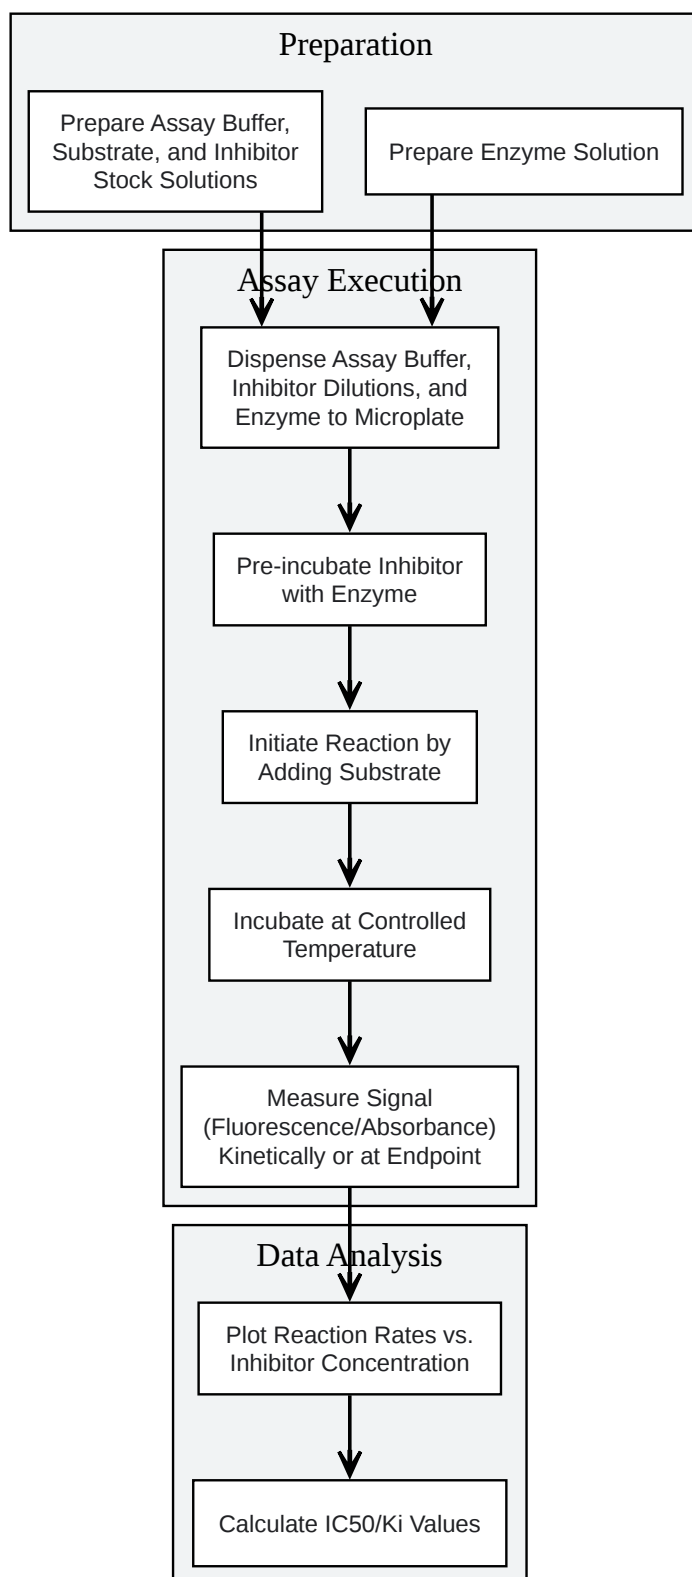 Preparation
Prepare Assay Buffer,
Substrate, and Inhibitor
Stock Solutions
Prepare Enzyme Solution
Assay Execution
Dispense Assay Buffer,
Inhibitor Dilutions, and
Enzyme to Microplate
Pre-incubate Inhibitor
with Enzyme
Initiate Reaction by
Adding Substrate
Incubate at Controlled
Temperature
Measure Signal
(Fluorescence/Absorbance)
Kinetically or at Endpoint
Data Analysis
Plot Reaction Rates vs.
Inhibitor Concentration
Calculate IC50/Ki Values